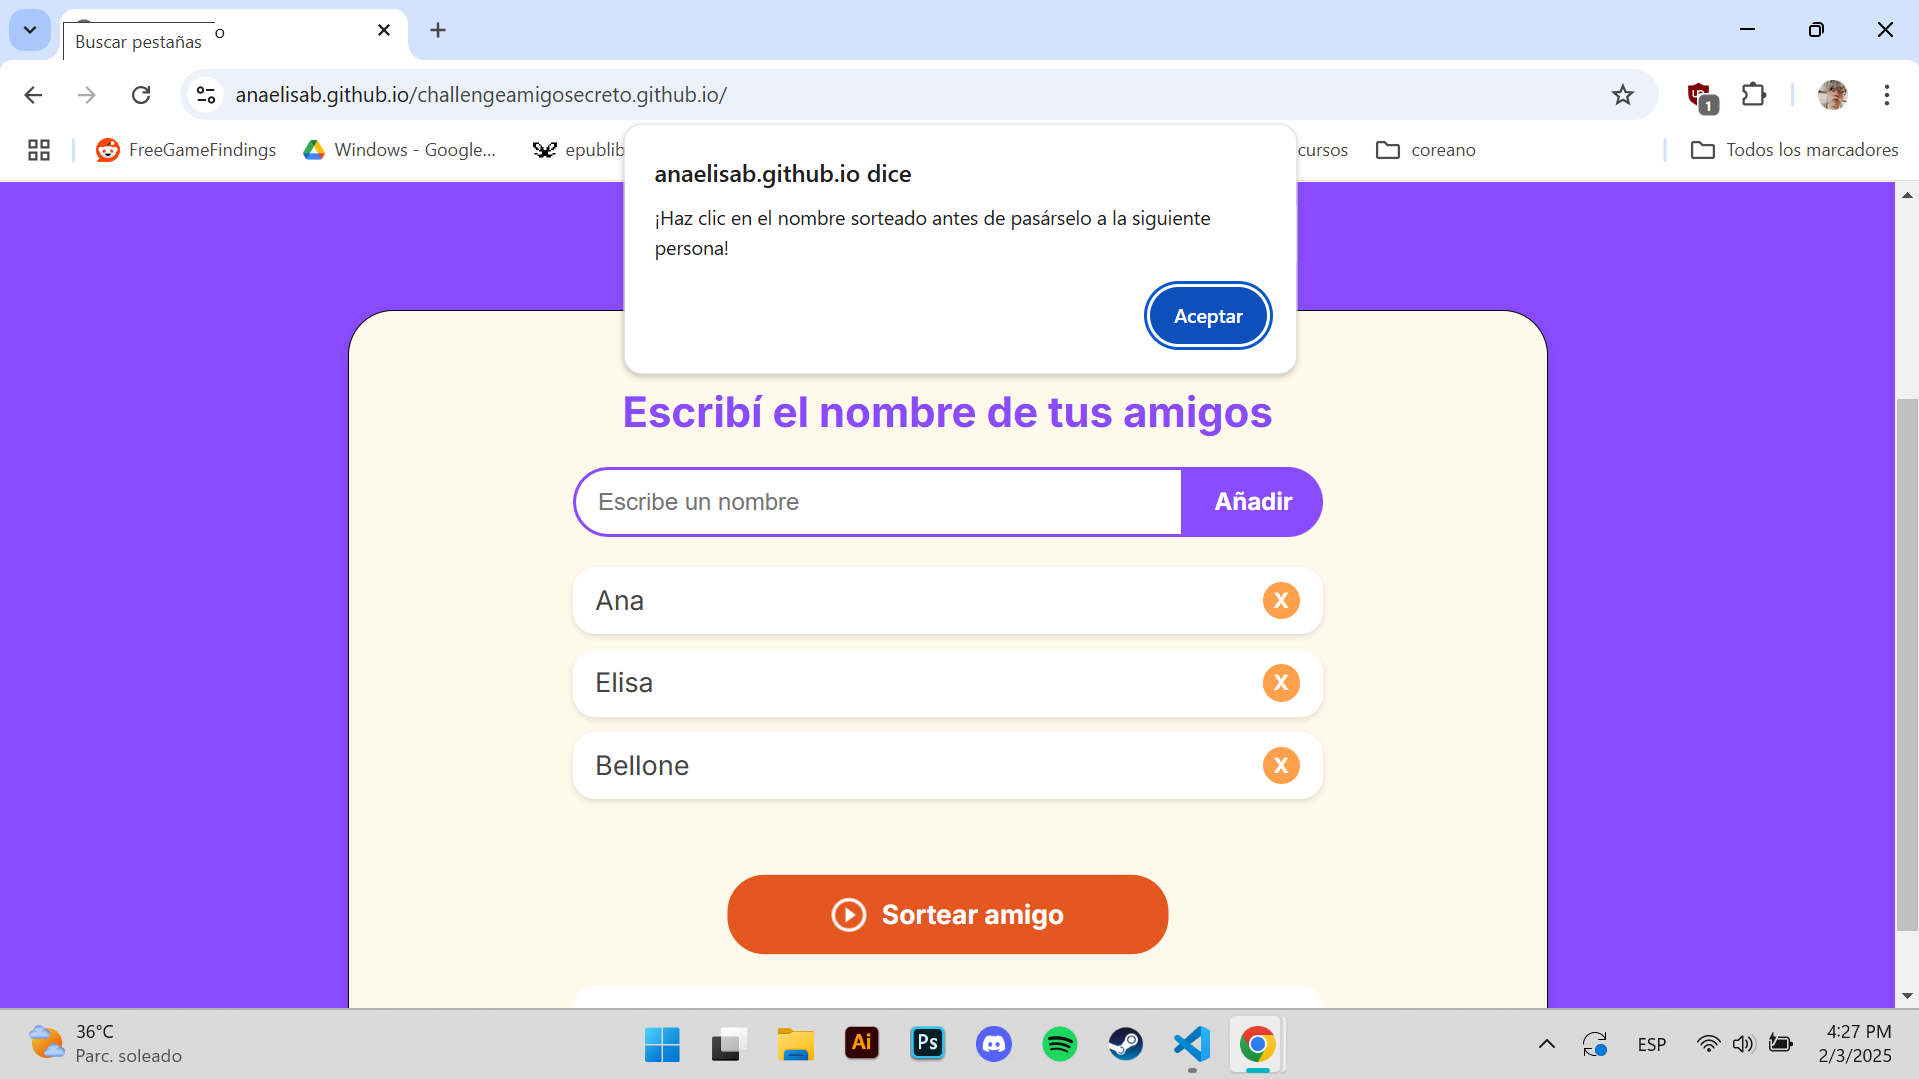 Buscar pestañas
o
anaelisab.github.io/challengeamigosecreto.github.io/
1
FreeGameFindings
Windows - Google...
epublib
cursos
coreano
Todos los marcadores
anaelisab.github.io dice
¡Haz clic en el nombre sorteado antes de pasárselo a la siguiente
persona!
Aceptar
Escribí el nombre de tus amigos
Escribe un nombre
Añadir
Ana
X
Elisa
X
Bellone
X
Sortear amigo
36°C
Parc. soleado
Ai
Ps
ESP
4:27 PM
2/3/2025